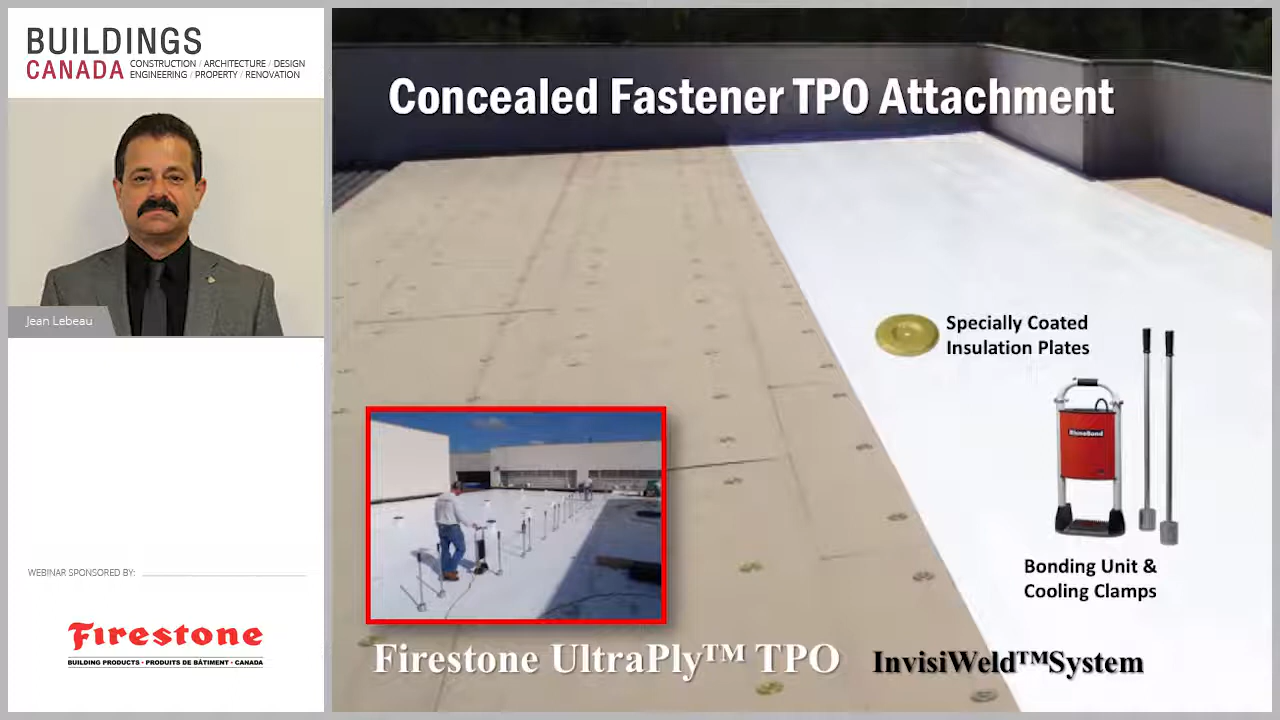 BUILDINGS
CANADA
CONSTRUCTION / ARCHITECTURE / DESIGN
ENGINEERING / PROPERTY / RENOVATION
Jean Lebeau
WEBINAR SPONSORED BY:
Firestone
BUILDING PRODUCTS • PRODUITS DE BÂTIMENT • CANADA
Concealed Fastener TPO Attachment
Specially Coated
Insulation Plates
RhinoBond
Bonding Unit &
Cooling Clamps
Firestone UltraPly™ TPO
InvisiWeld™System